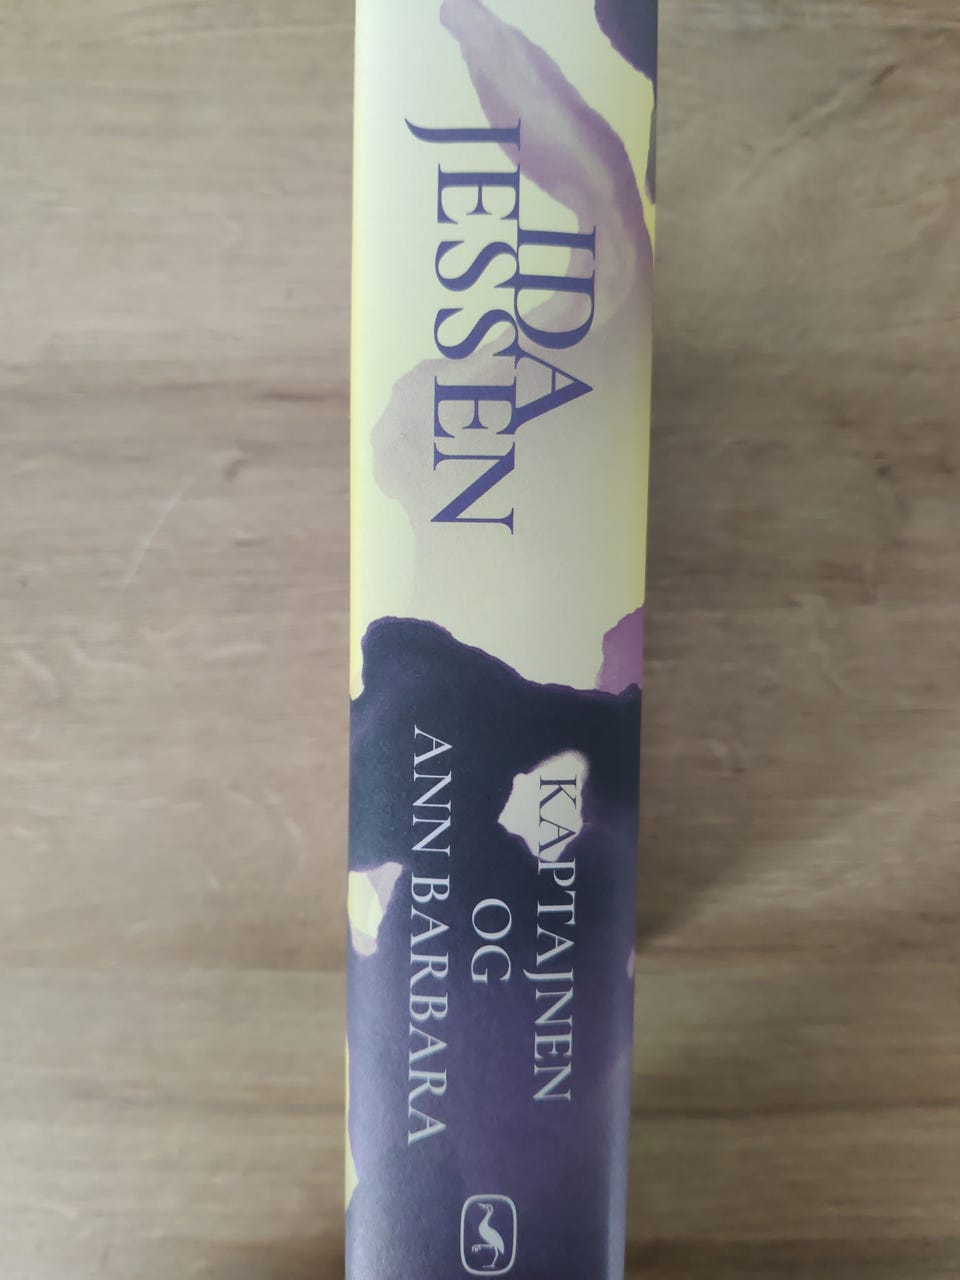 IDA
JESSEN
KAPTAJNEN
OG
ANN BARBARA